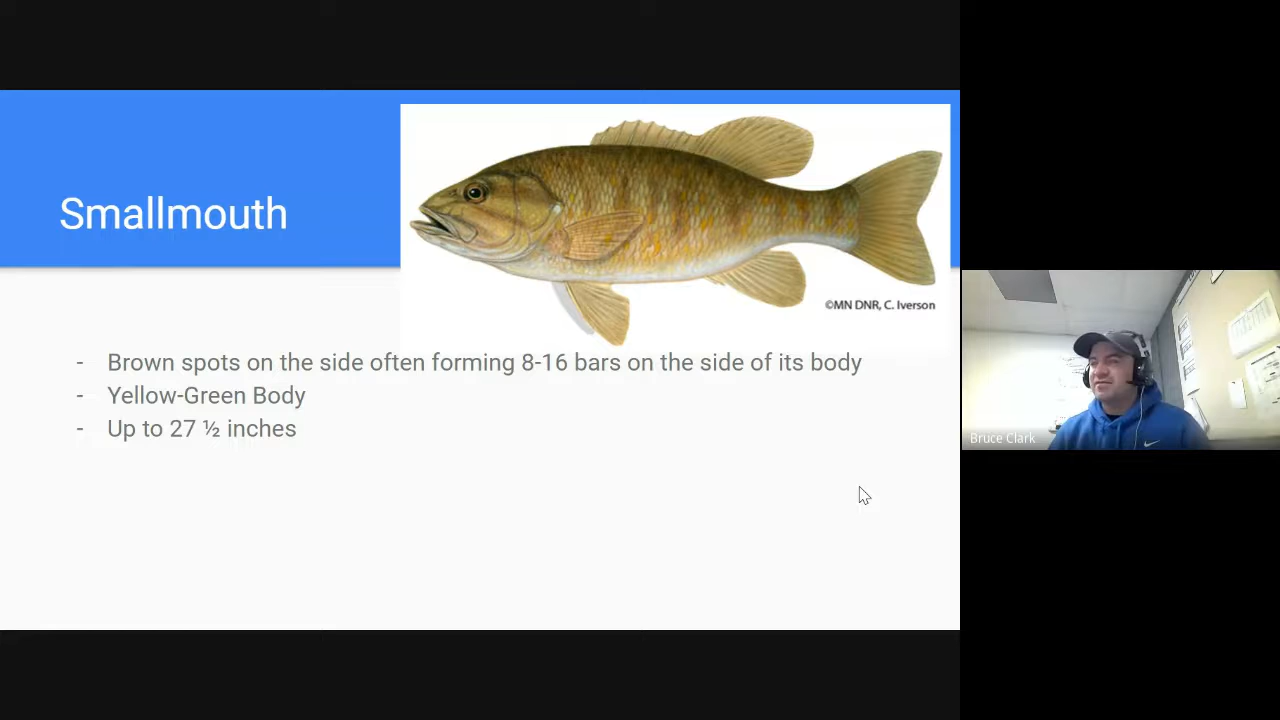 Smallmouth
©MN DNR, C. Iverson
- Brown spots on the side often forming 8-16 bars on the side of its body
- Yellow-Green Body
- Up to 27 ½ inches
Bruce Clark